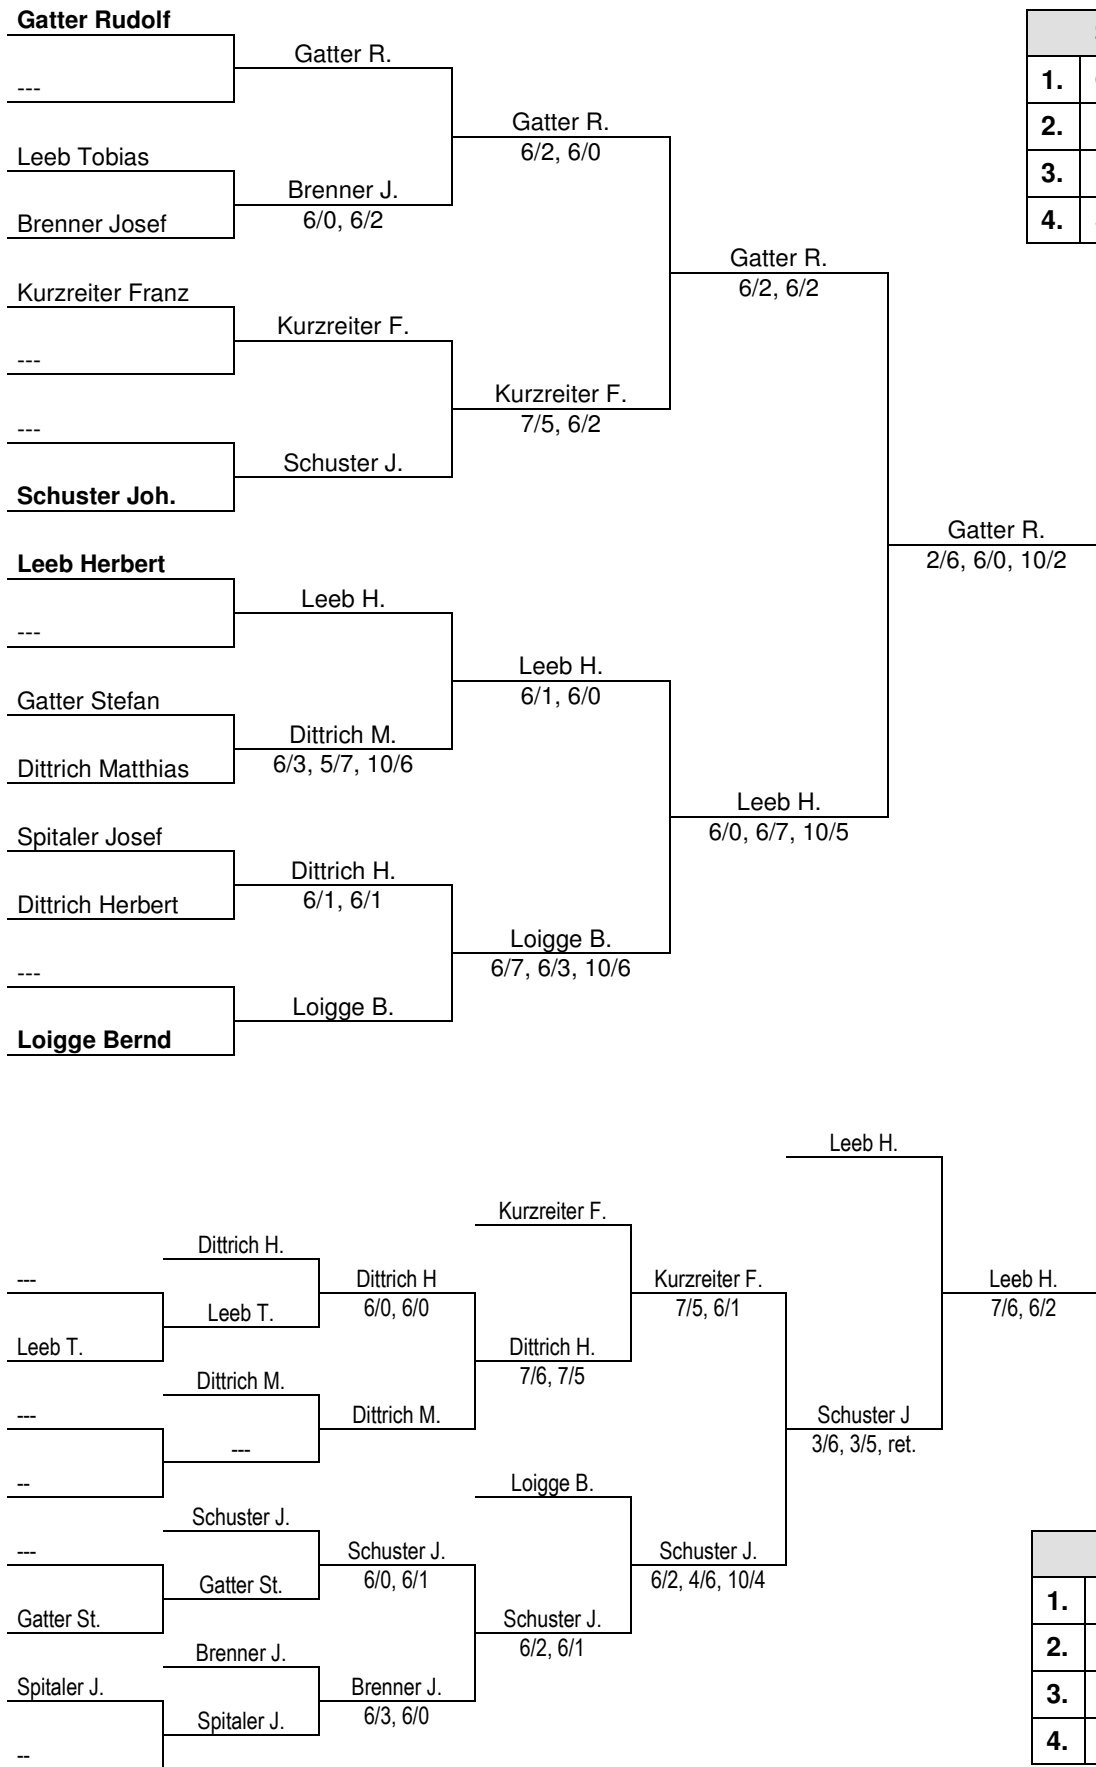 Gatter Rudolf
Gatter R.
---
1.
Gatter R.
6/2, 6/0
2.
Leeb Tobias
3.
Brenner J.
6/0, 6/2
Brenner Josef
4.
Gatter R.
6/2, 6/2
Kurzreiter Franz
Kurzreiter F.
---
Kurzreiter F.
7/5, 6/2
---
Schuster J.
Schuster Joh.
Gatter R.
2/6, 6/0, 10/2
Leeb Herbert
Leeb H.
---
Leeb H.
6/1, 6/0
Gatter Stefan
Dittrich M.
6/3, 5/7, 10/6
Dittrich Matthias
Leeb H.
6/0, 6/7, 10/5
Spitaler Josef
Dittrich H.
6/1, 6/1
Dittrich Herbert
Loigge B.
6/7, 6/3, 10/6
---
Loigge B.
Loigge Bernd
Leeb H.
Kurzreiter F.
Dittrich H.
---
Dittrich H
6/0, 6/0
Kurzreiter F.
7/5, 6/1
Leeb H.
7/6, 6/2
Leeb T.
Leeb T.
Dittrich H.
7/6, 7/5
Dittrich M.
---
Dittrich M.
Schuster J
3/6, 3/5, ret.
---
--
Loigge B.
Schuster J.
---
Schuster J.
6/0, 6/1
Schuster J.
6/2, 4/6, 10/4
Gatter St.
1.
Gatter St.
Schuster J.
6/2, 6/1
2.
Brenner J.
Spitaler J.
Brenner J.
6/3, 6/0
3.
Spitaler J.
4.
--